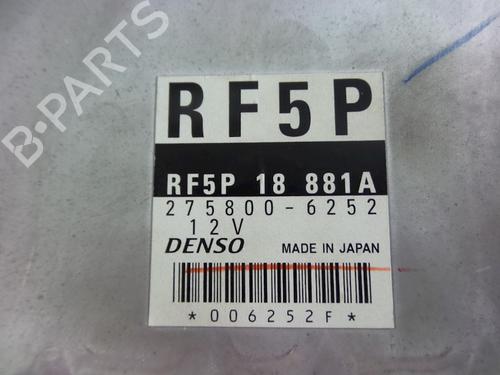 B-PARTS
RF5P
RF5P 18 881A
275800-6252
12V
DENSO MADE IN JAPAN
*006252F*